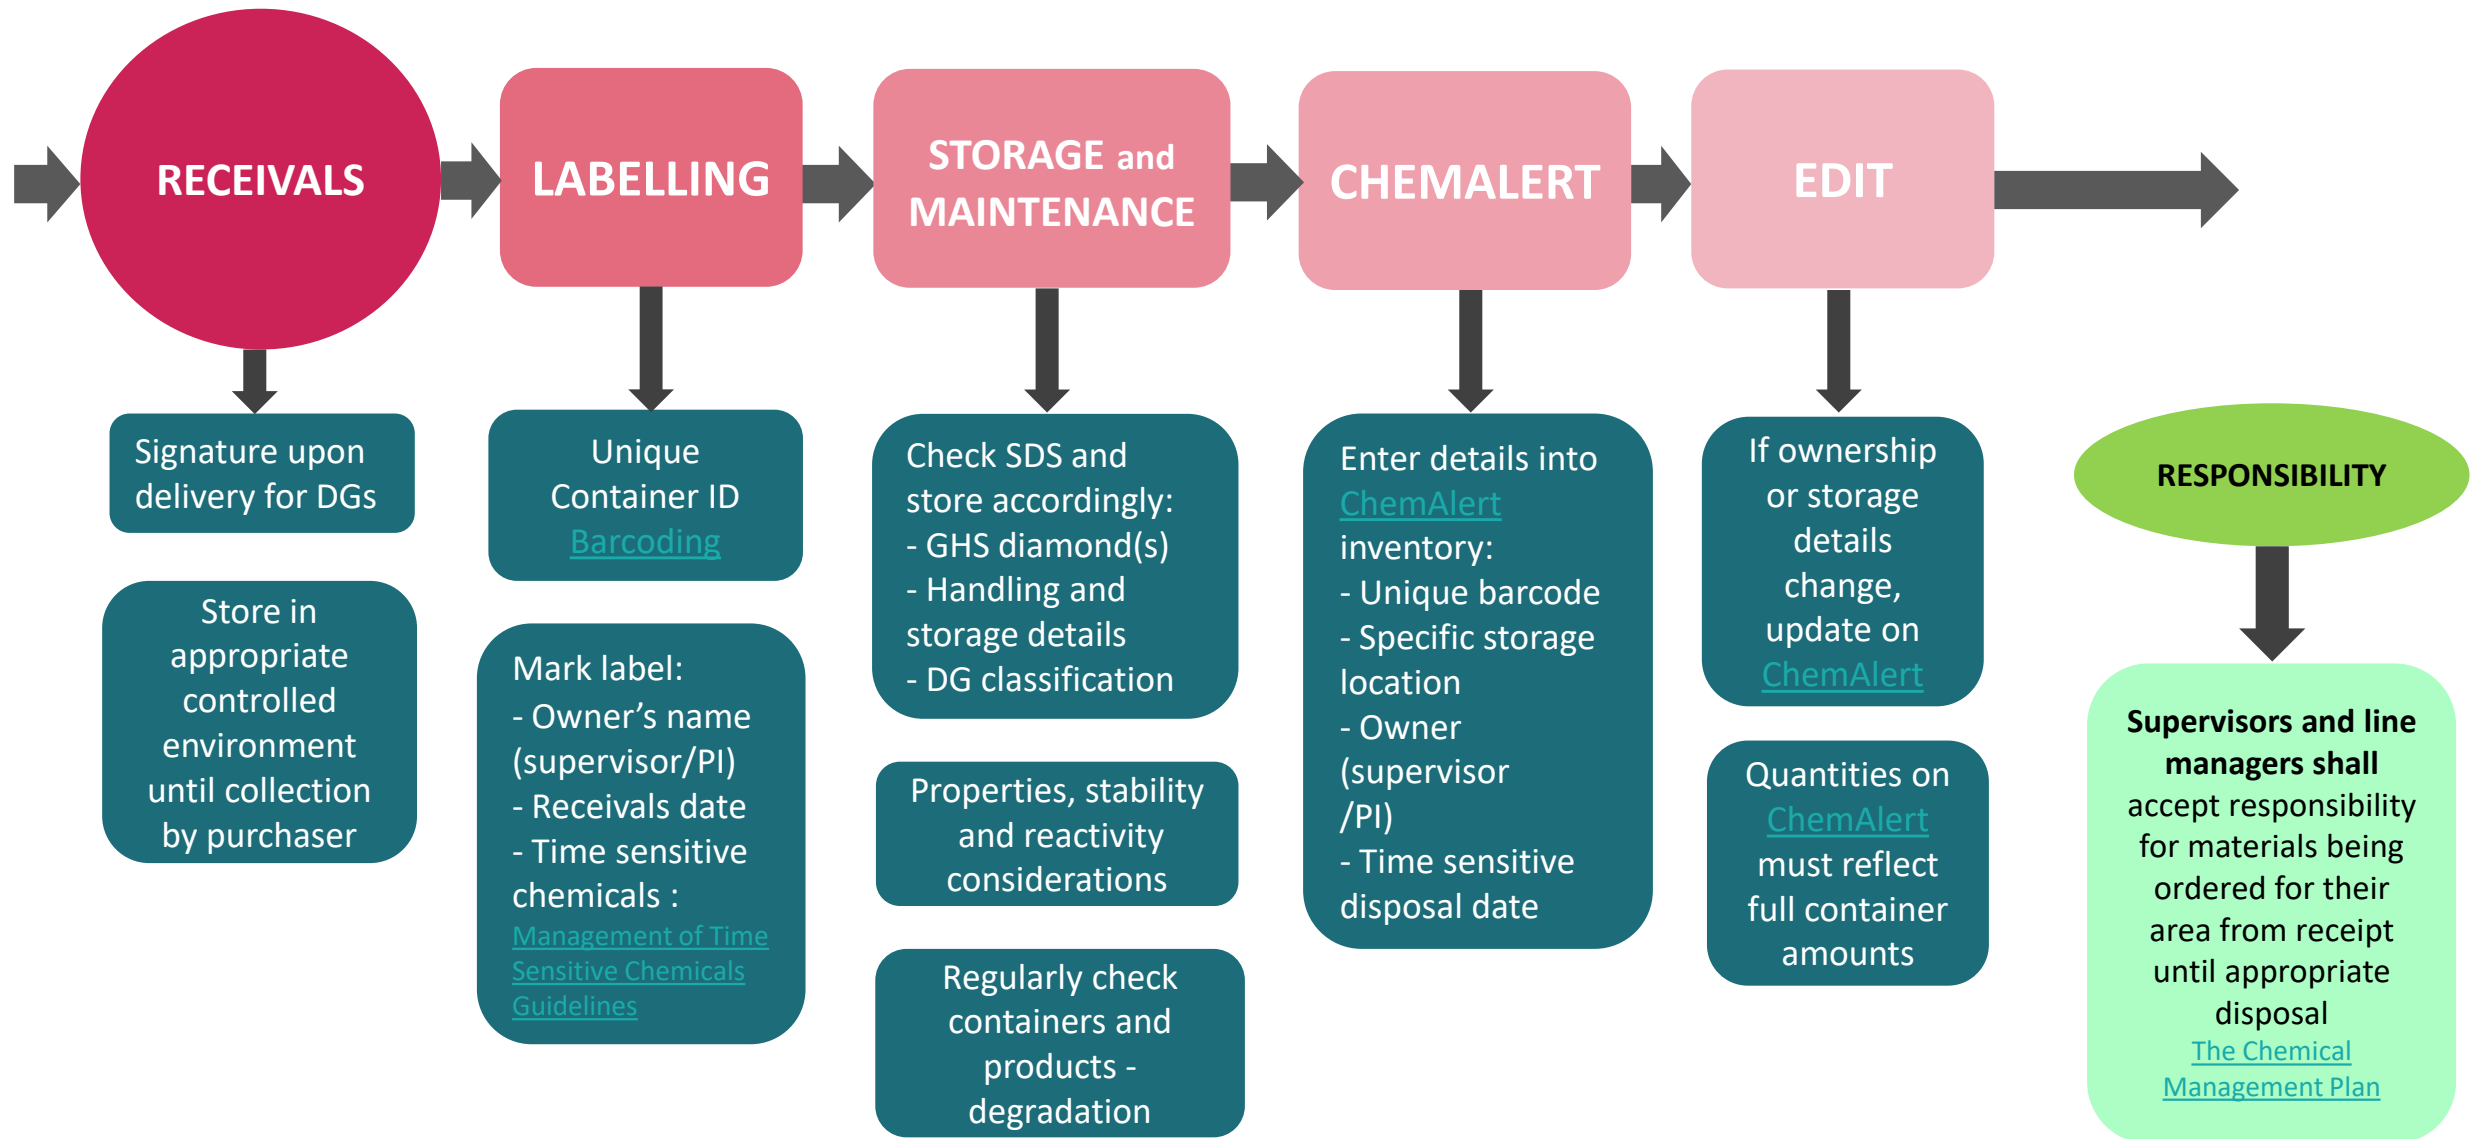 RECEIVALS
LABELLING
STORAGE and
MAINTENANCE
CHEMALERT
EDIT
Signature upon
delivery for DGs
Store in
appropriate
controlled
environment
until collection
by purchaser
Unique
Container ID
Barcoding
Mark label:
- Owner’s name
(supervisor/PI)
- Receivals date
- Time sensitive
chemicals :
Management of Time
Sensitive Chemicals
Guidelines
Check SDS and
store accordingly:
- GHS diamond(s)
- Handling and
storage details
- DG classification
Properties, stability
and reactivity
considerations
Regularly check
containers and
products -
degradation
Enter details into
ChemAlert
inventory:
- Unique barcode
- Specific storage
location
- Owner
(supervisor
/PI)
- Time sensitive
disposal date
If ownership
or storage
details
change,
update on
ChemAlert
Quantities on
ChemAlert
must reflect
full container
amounts
RESPONSIBILITY
Supervisors and line
managers shall
accept responsibility
for materials being
ordered for their
area from receipt
until appropriate
disposal
The Chemical
Management Plan